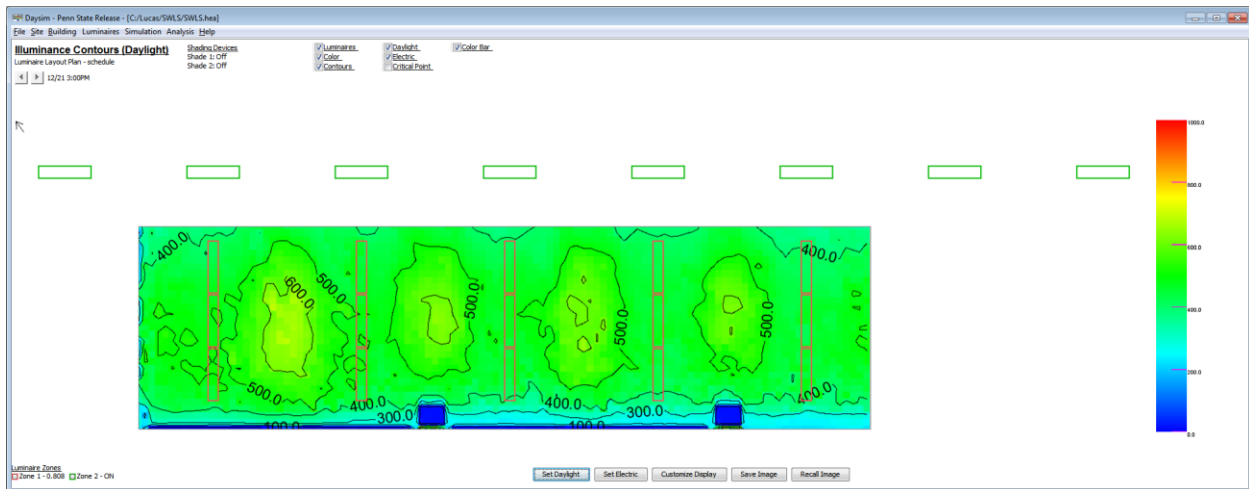 Daysim - Penn State Release - [C:/Lucas/SWLS/SWLS.hea]
File Site Building Luminaires Simulation Analysis Help
Illuminance Contours (Daylight)
Luminaire Layout Plan - schedule
12/21 3:00PM
Shading Devices
Shade 1: Off
Shade 2: Off
Luminaires
Color
Contours
Daylight
Electric
Critical Point
Color Bar
1000.0
800.0
600.0
400.0
200.0
0.0
400.0
600.0
500.0
500.0
500.0
500.0
400.0
500.0
400.0
300.0
400.0
300.0
400.0
100.0
100.0
Luminaire Zones
Zone 1 - 0.808 Zone 2 - ON
Set Daylight Set Electric Customize Display Save Image Recall Image